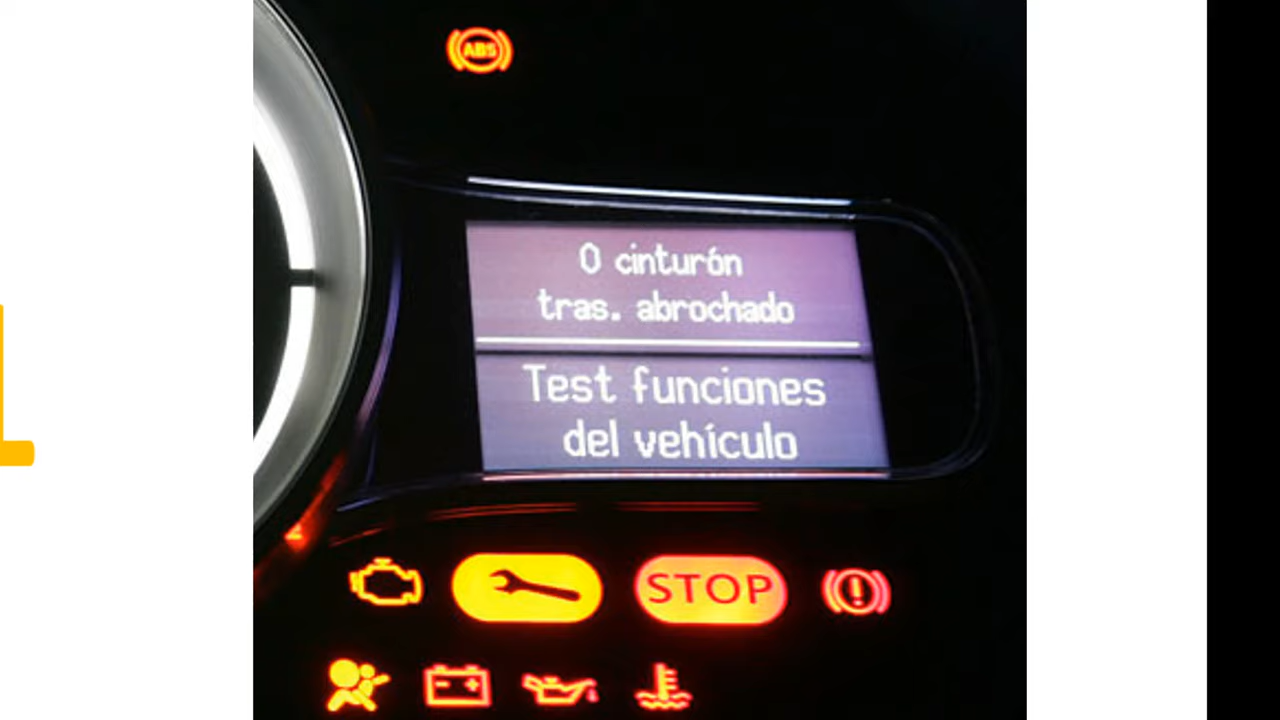 ABS
0 cinturón
tras. abrochado
Test funciones
del vehículo
STOP